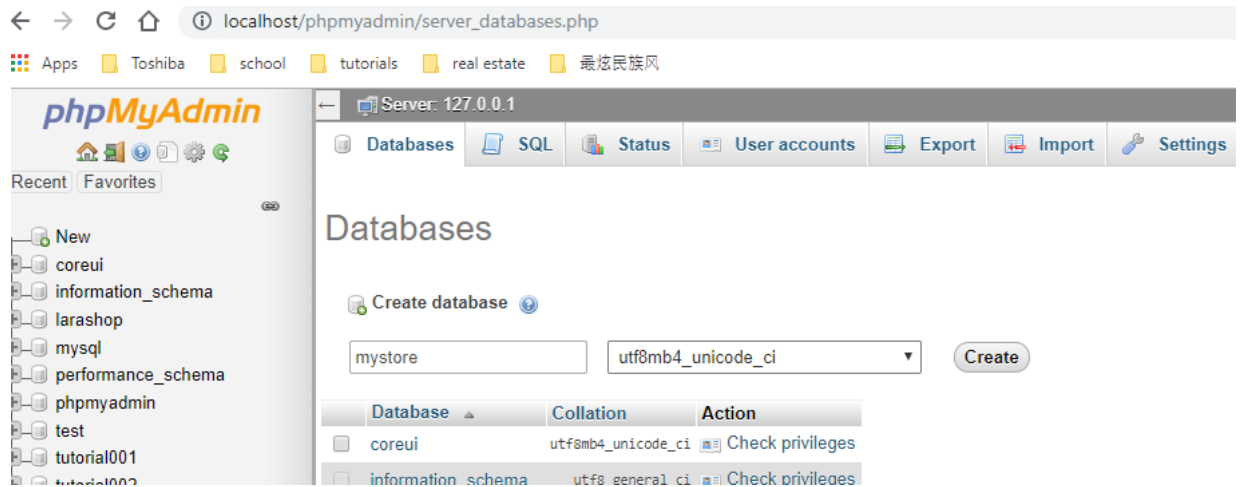 localhost/phpmyadmin/server_databases.php
Apps Toshiba school tutorials real estate 最炫民族风
phpMyAdmin
Recent Favorites
New
coreui
information_schema
larashop
mysql
performance_schema
phpmyadmin
test
tutorial001
tutorial002
Server: 127.0.0.1
Databases SQL Status User accounts Export Import Settings
Databases
Create database
mystore utf8mb4_unicode_ci Create
Database Collation Action
coreui utf8mb4_unicode_ci Check privileges
information_schema utf8_general_ci Check privileges